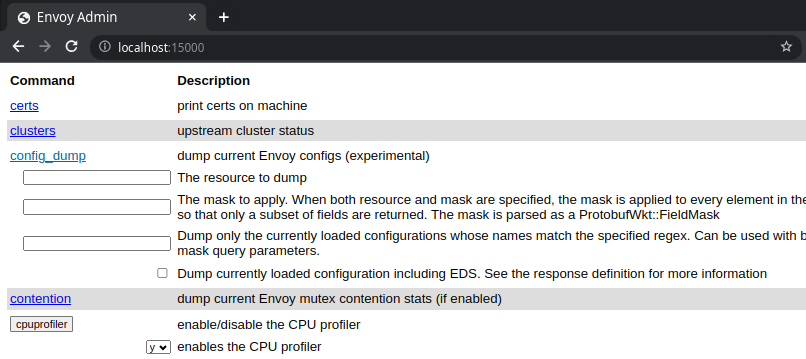 Envoy Admin
localhost:15000
Command Description
certs print certs on machine
clusters upstream cluster status
config_dump dump current Envoy configs (experimental)
The resource to dump
The mask to apply. When both resource and mask are specified, the mask is applied to every element in the
so that only a subset of fields are returned. The mask is parsed as a ProtobufWkt::FieldMask
Dump only the currently loaded configurations whose names match the specified regex. Can be used with
mask query parameters.
Dump currently loaded configuration including EDS. See the response definition for more information
contention dump current Envoy mutex contention stats (if enabled)
cpuprofiler enable/disable the CPU profiler
y enables the CPU profiler